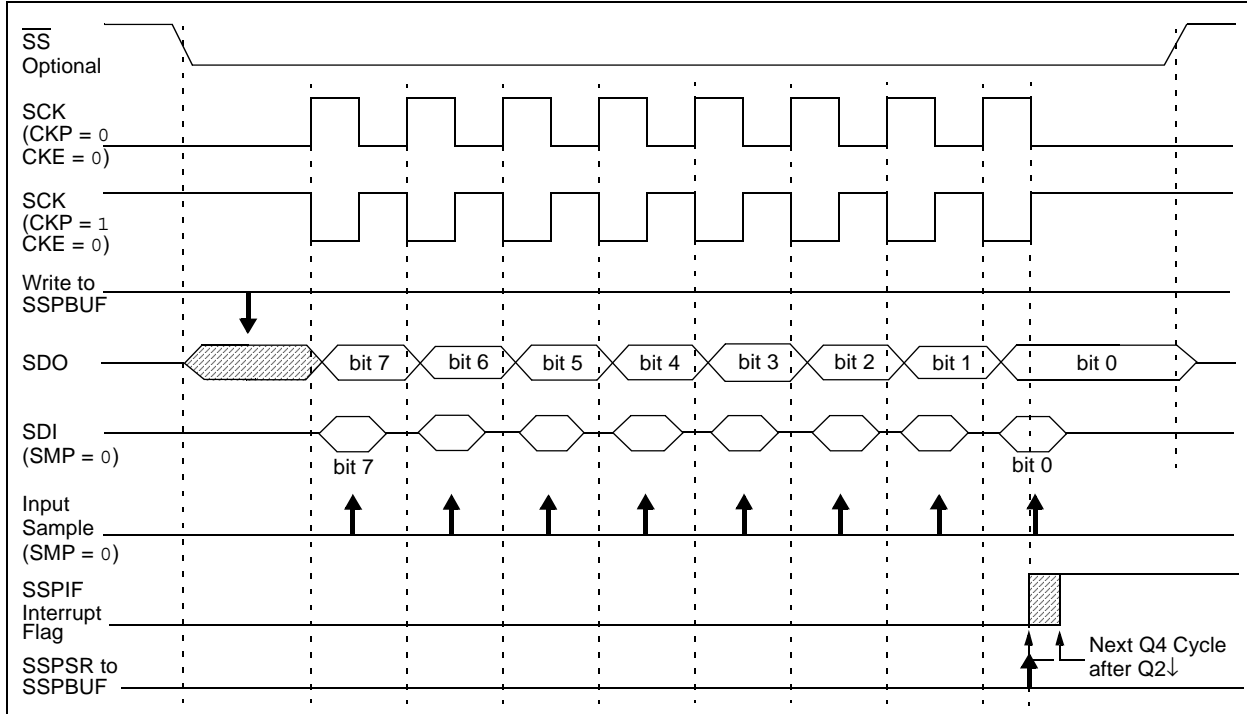 SS
Optional
SCK
(CKP = 0
CKE = 0)
SCK
(CKP = 1
CKE = 0)
Write to
SSPBUF
SDO
bit 7 bit 6 bit 5 bit 4 bit 3 bit 2 bit 1 bit 0
SDI
(SMP = 0)
bit 7 bit 0
Input
Sample
(SMP = 0)
SSPIF
Interrupt
Flag
Next Q4 Cycle
after Q2↓
SSPSR to
SSPBUF